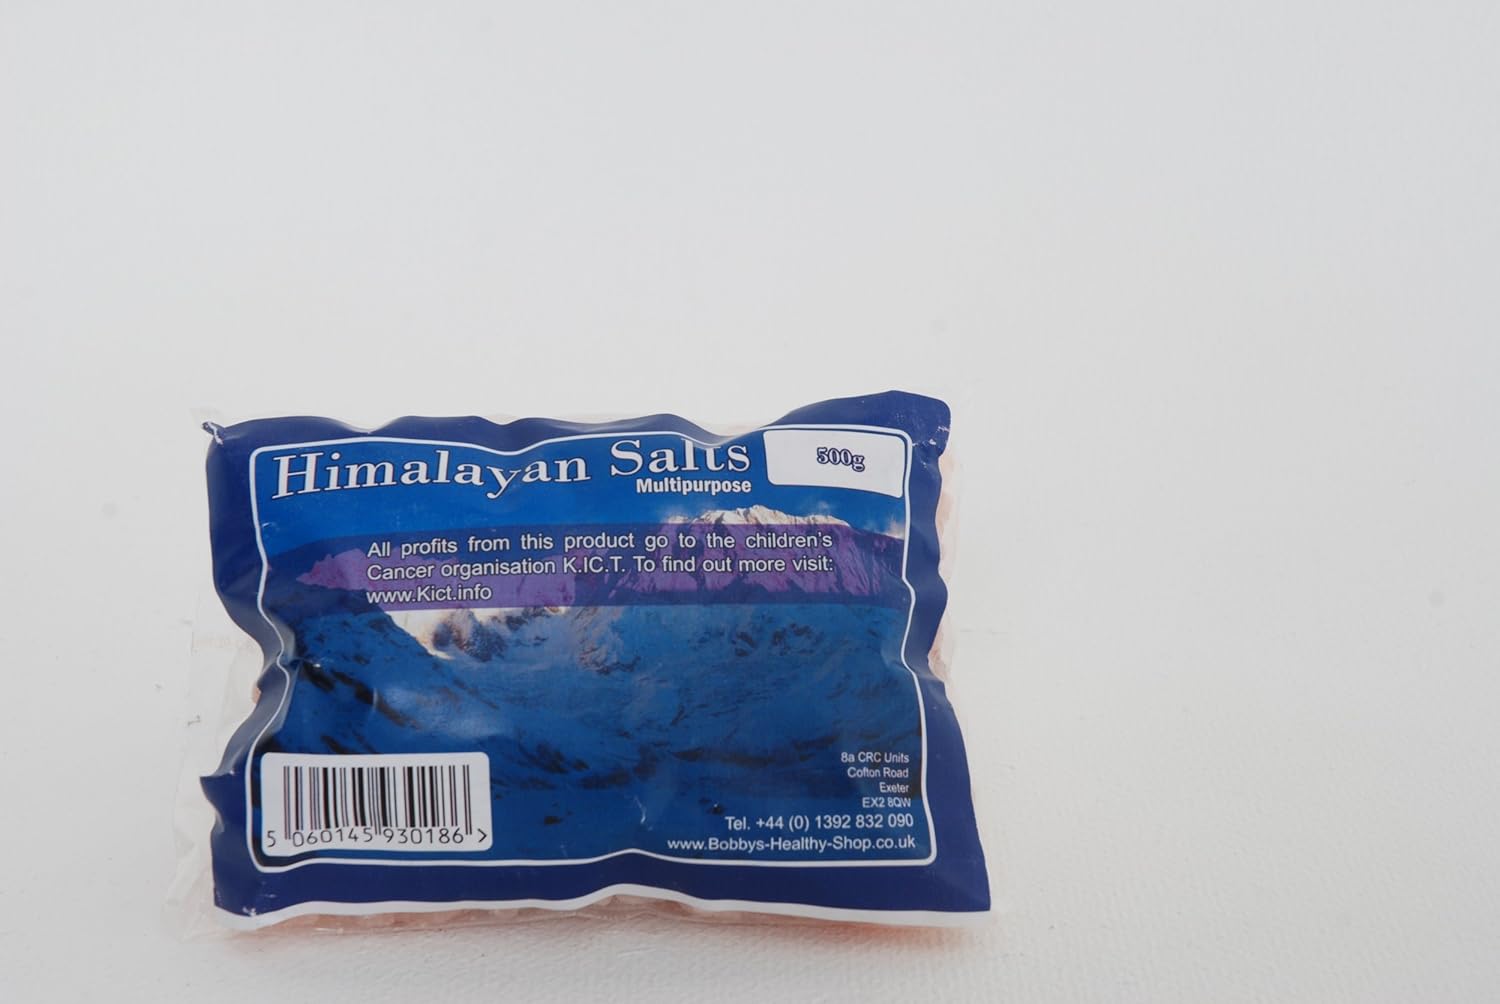 Himalayan Salts
Multipurpose
500g
All profits from this product go to the children's
Cancer organisation K.IC.T. To find out more visit:
www.Kict.info
8a CRC Units
Cofton Road
Exeter
EX2 8QW
Tel. +44 (0) 1392 832 090
www.Bobbys-Healthy-Shop.co.uk
5 060145 930186 >